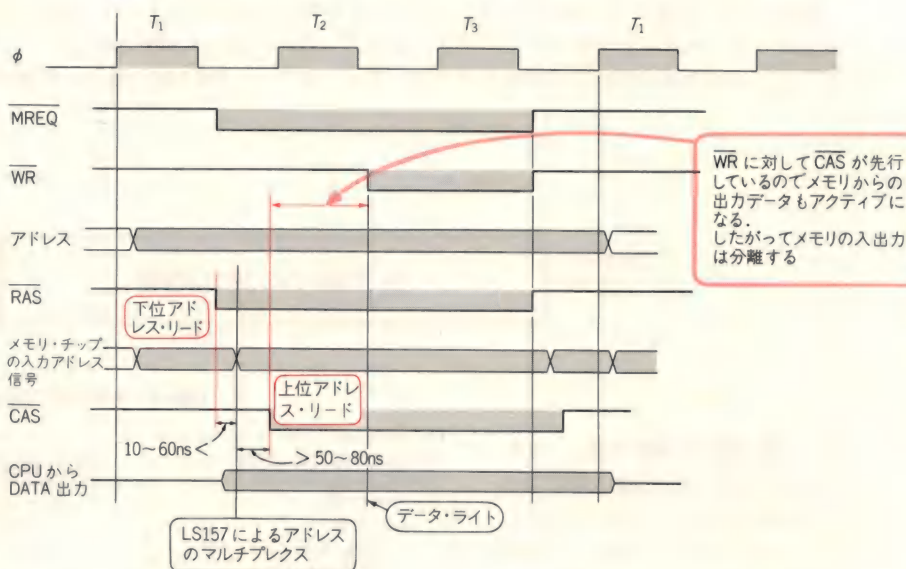 T₁ T₂ T₃ T₁
φ
MREQ
WR
WR に対して CAS が先行
しているのでメモリからの
出力データもアクティブに
なる.
したがってメモリの入出力
は分離する
アドレス
RAS
下位アド
レス・リード
メモリ・チップ
の入力アドレス
信号
上位アドレ
ス・リード
CAS
10~60ns<
>50~80ns
CPU から
DATA 出力
データ・ライト
LS157によるアドレス
のマルチプレクス